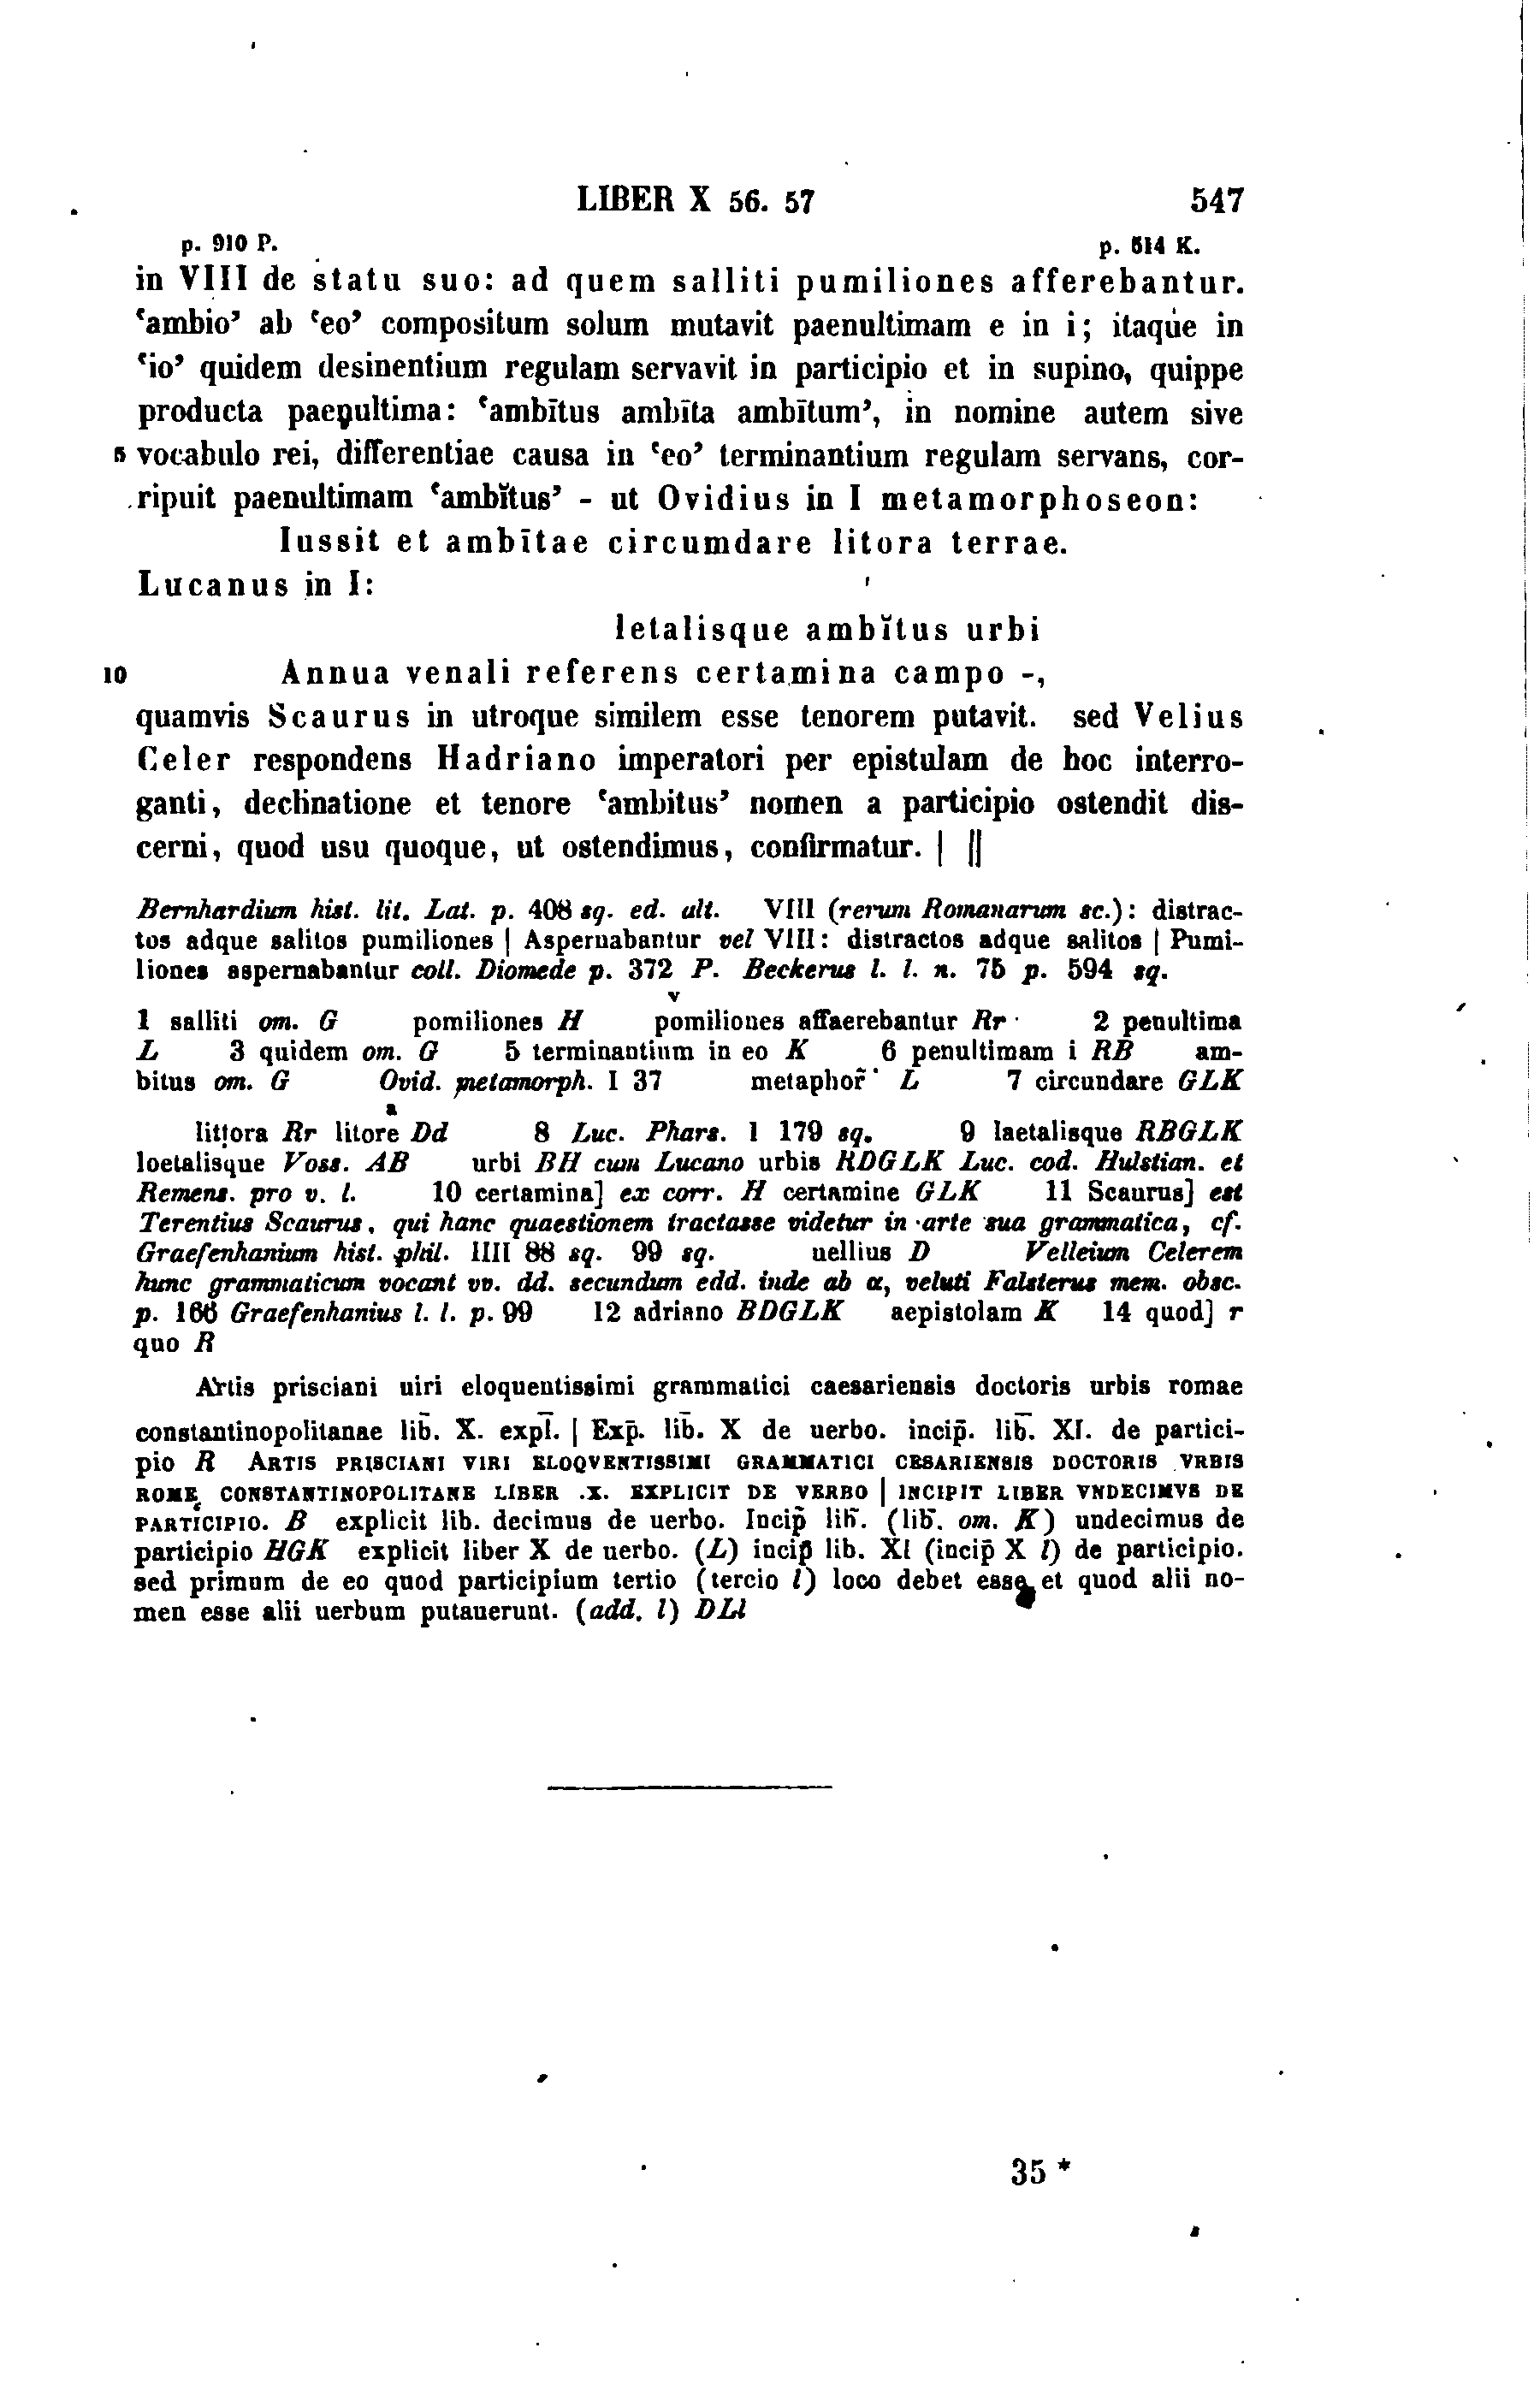 LIBER X 56. 57 547
p. 910 P. p. 514 K.
in VIII de statu suo: ad quem salliti pumiliones afferebantur.
‘ambio’ ab ‘eo’ compositum solum mutavit paenultimam e in i; itaque in
‘io’ quidem desinentium regulam servavit in participio et in supino, quippe
producta paenultima: ‘ambītus ambīta ambītum’, in nomine autem sive
5 vocabulo rei, differentiae causa in ‘eo’ terminantium regulam servans, cor-
ripuit paenultimam ‘ambĭtus’ - ut Ovidius in I metamorphoseon:
Iussit et ambītae circumdare litora terrae.
Lucanus in I:
letalisque ambĭtus urbi
10 Annua venali referens certamina campo -,
quamvis Scaurus in utroque similem esse tenorem putavit. sed Velius
Celer respondens Hadriano imperatori per epistulam de hoc interro-
ganti, declinatione et tenore ‘ambitus’ nomen a participio ostendit dis-
cerni, quod usu quoque, ut ostendimus, confirmatur. | ||
Bernhardium hist. lit. Lat. p. 408 sq. ed. alt. VIII (rerum Romanarum sc.): distrac-
tos adque salitos pumiliones | Aspernabantur vel VIII: distractos adque salitos | Pumi-
liones aspernabantur coll. Diomede p. 372 P. Beckerus l. l. n. 75 p. 594 sq.
v
1 salliti om. G pomiliones H pomiliones affaerebantur Rr 2 penultima
L 3 quidem om. G 5 terminantium in eo K 6 penultimam i RB am-
bitus om. G Ovid. metamorph. I 37 metaphor̄ L 7 circundare GLK
a
littora Rr litore Dd 8 Luc. Phars. I 179 sq. 9 laetalisque RBGLK
loetalisque Voss. AB urbi BH cum Lucano urbis RDGLK Luc. cod. Hulstian. et
Remens. pro v. l. 10 certamina] ex corr. H certamine GLK 11 Scaurus] est
Terentius Scaurus, qui hanc quaestionem tractasse videtur in arte sua grammatica, cf.
Graefenhanium hist. phil. IIII 88 sq. 99 sq. uellius D Velleium Celerem
hunc grammaticum vocant vv. dd. secundum edd. inde ab α, veluti Falsterus mem. obsc.
p. 166 Graefenhanius l. l. p. 99 12 adriano BDGLK aepistolam K 14 quod] r
quo R
Artis prisciani uiri eloquentissimi grammatici caesariensis doctoris urbis romae
constantinopolitanae lib̄. X. expl̄. | Exp̄. lib̄. X de uerbo. incip̄. lib̄. XI. de partici-
pio R ARTIS PRISCIANI VIRI ELOQVENTISSIMI GRAMMATICI CESARIENSIS DOCTORIS VRBIS
ROMĘ CONSTANTINOPOLITANE LIBER .X. EXPLICIT DE VERBO | INCIPIT LIBER VNDECIMVS DE
PARTICIPIO. B explicit lib. decimus de uerbo. Incip̄ lib̄. (lib̄. om. K) undecimus de
participio HGK explicit liber X de uerbo. (L) incip̄ lib. XI (incip̄ X l) de participio.
sed primum de eo quod participium tertio (tercio l) loco debet esse et quod alii no-
men esse alii uerbum putauerunt. (add. l) DLl
35 *